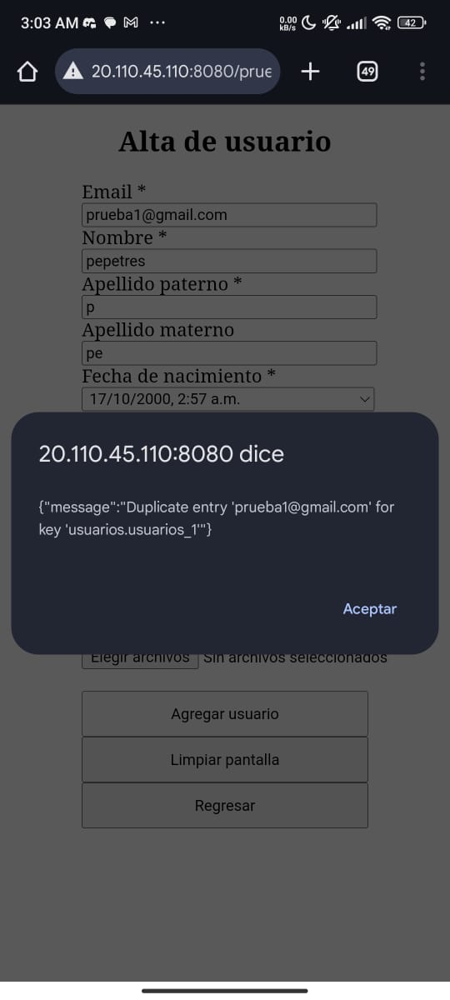 3:03 AM ··· 0.00 kB/s 42
20.110.45.110:8080/prue 49
Alta de usuario
Email *
prueba1@gmail.com
Nombre *
pepetres
Apellido paterno *
p
Apellido materno
pe
Fecha de nacimiento *
17/10/2000, 2:57 a.m.
20.110.45.110:8080 dice
{"message":"Duplicate entry 'prueba1@gmail.com' for
key 'usuarios.usuarios_1'"}
Aceptar
Elegir archivos Sin archivos seleccionados
Agregar usuario
Limpiar pantalla
Regresar